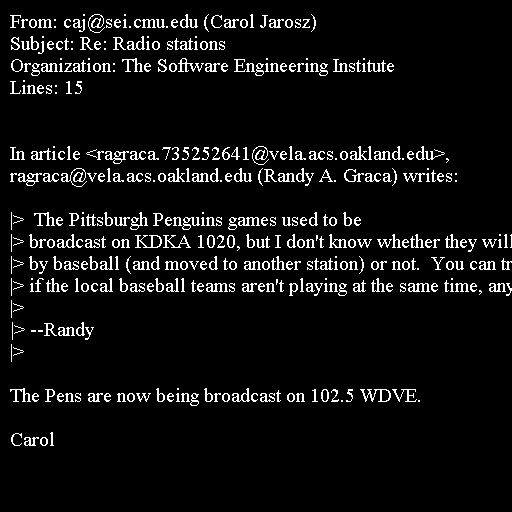 From: caj@sei.cmu.edu (Carol Jarosz)
Subject: Re: Radio stations
Organization: The Software Engineering Institute
Lines: 15
In article <ragraca.735252641@vela.acs.oakland.edu>,
ragraca@vela.acs.oakland.edu (Randy A. Graca) writes:
|>  The Pittsburgh Penguins games used to be
|> broadcast on KDKA 1020, but I don't know whether they will
|> by baseball (and moved to another station) or not.  You can
|> if the local baseball teams aren't playing at the same time,
|>
|> --Randy
|>
The Pens are now being broadcast on 102.5 WDVE.
Carol